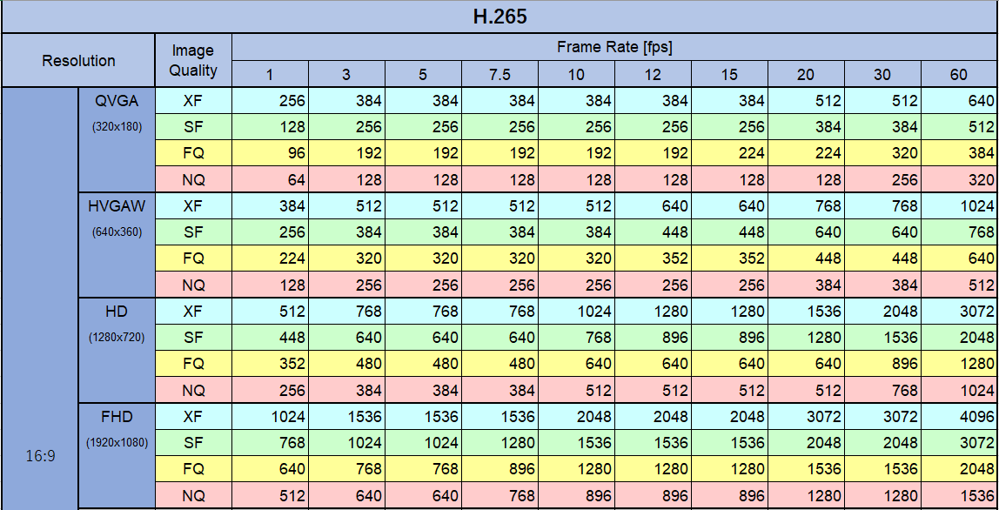 H.265
Resolution Image Quality Frame Rate [fps]
1 3 5 7.5 10 12 15 20 30 60
16:9
QVGA (320x180)
XF 256 384 384 384 384 384 384 512 512 640
SF 128 256 256 256 256 256 256 384 384 512
FQ 96 192 192 192 192 192 224 224 320 384
NQ 64 128 128 128 128 128 128 128 256 320
HVGAW (640x360)
XF 384 512 512 512 512 640 640 768 768 1024
SF 256 384 384 384 384 448 448 640 640 768
FQ 224 320 320 320 320 352 352 448 448 640
NQ 128 256 256 256 256 256 256 384 384 512
HD (1280x720)
XF 512 768 768 768 1024 1280 1280 1536 2048 3072
SF 448 640 640 640 768 896 896 1280 1536 2048
FQ 352 480 480 480 640 640 640 640 896 1280
NQ 256 384 384 384 512 512 512 512 768 1024
FHD (1920x1080)
XF 1024 1536 1536 1536 2048 2048 2048 3072 3072 4096
SF 768 1024 1024 1280 1536 1536 1536 2048 2048 3072
FQ 640 768 768 896 1280 1280 1280 1536 1536 2048
NQ 512 640 640 768 896 896 896 1280 1280 1536